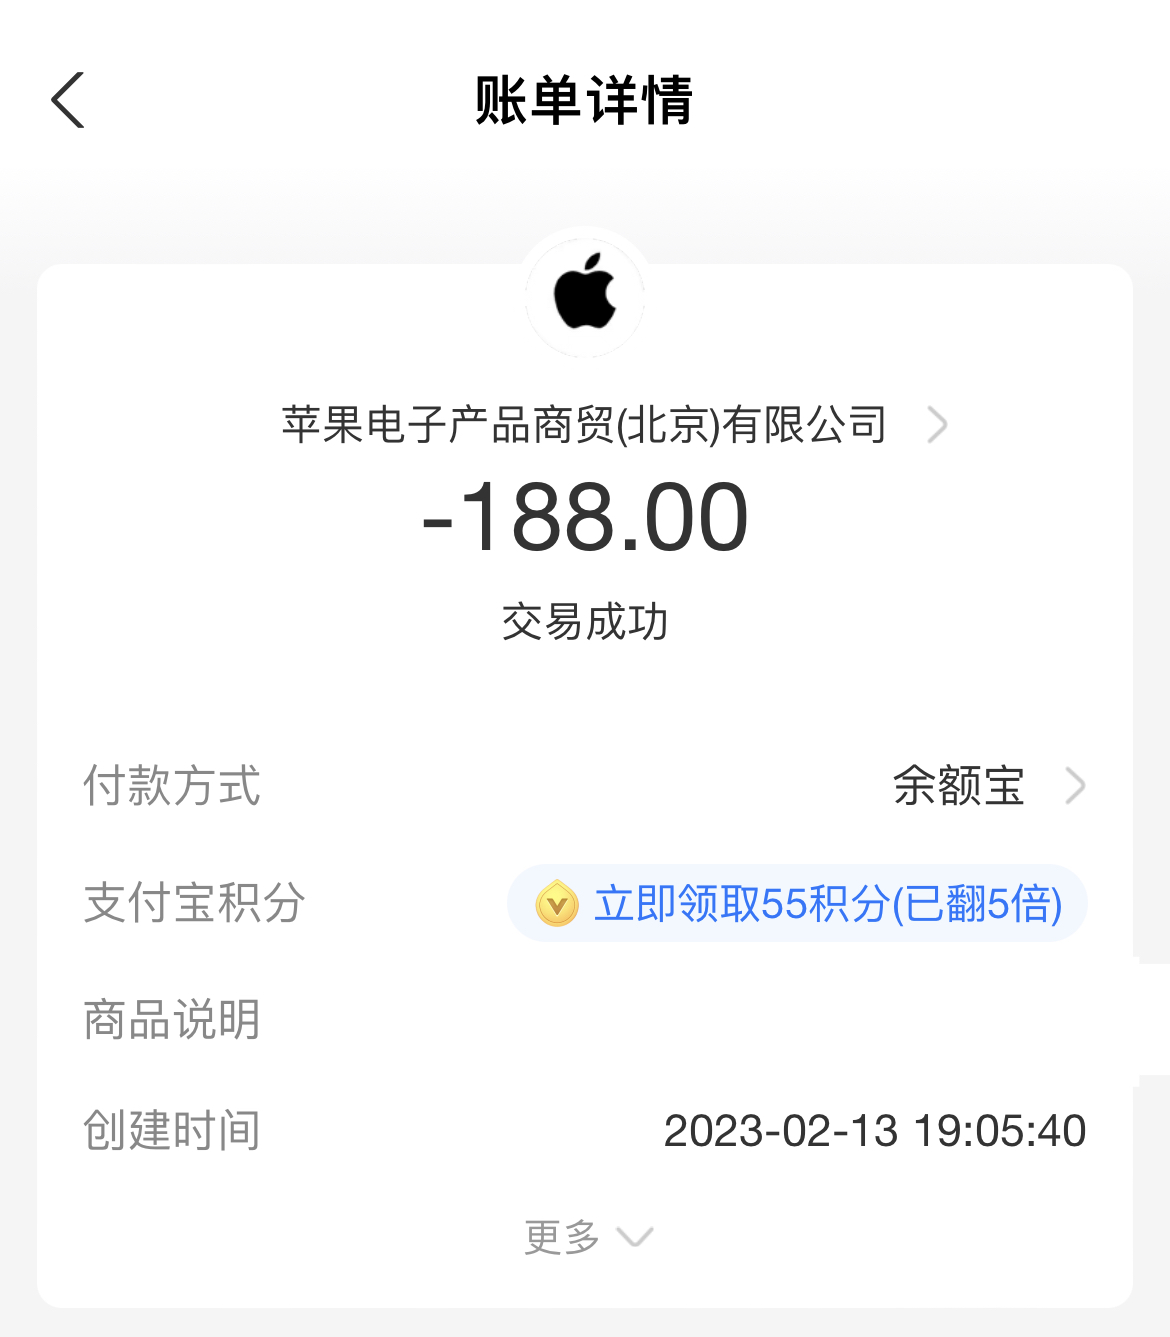 账单详情
苹果电子产品商贸(北京)有限公司
-188.00
交易成功
付款方式 余额宝
支付宝积分 立即领取55积分(已翻5倍)
商品说明
创建时间 2023-02-13 19:05:40
更多